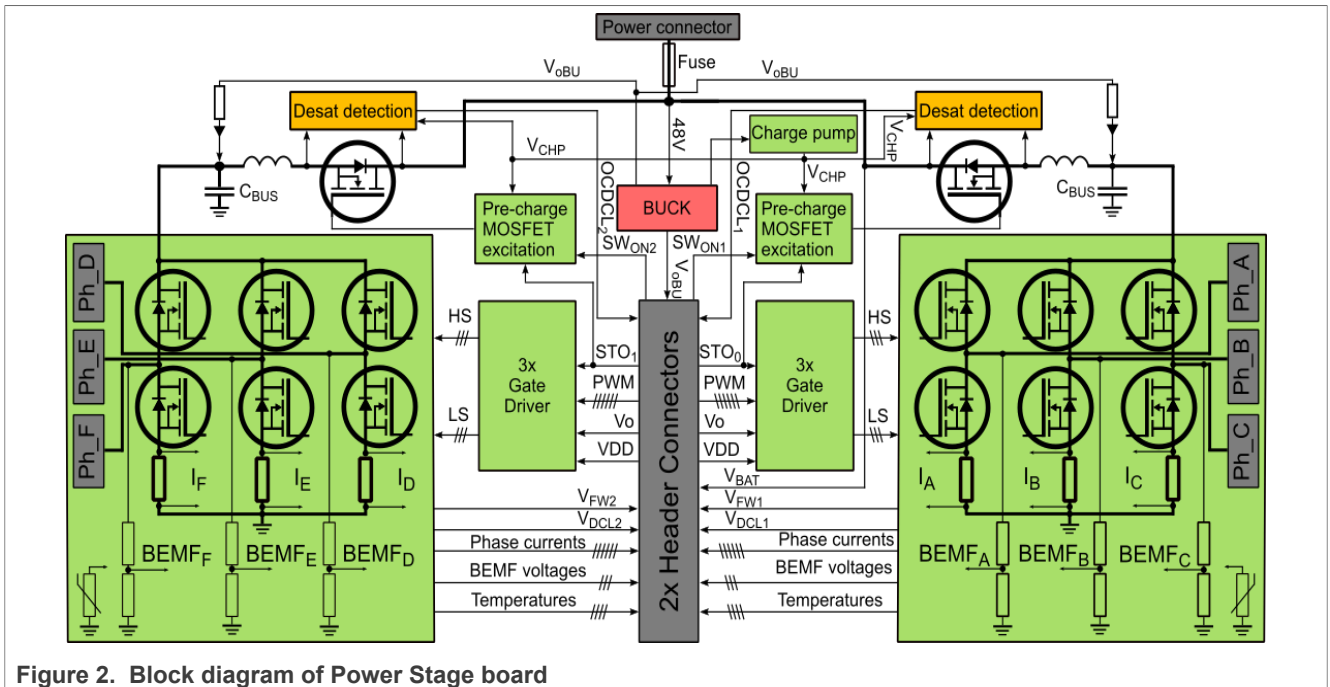 Power connector
Fuse
VoBU
VoBU
Desat detection
Desat detection
48V
Charge pump
VCHP
VCHP
VCHP
OCDCL2
OCDCL1
CBUS
CBUS
BUCK
Pre-charge
MOSFET
excitation
Pre-charge
MOSFET
excitation
SWON2
SWON1
VoBU
Ph_D
Ph_E
Ph_F
Ph_A
Ph_B
Ph_C
HS
HS
LS
LS
3x
Gate
Driver
3x
Gate
Driver
2x Header Connectors
STO1
STO0
PWM
PWM
Vo
Vo
VDD
VDD
VBAT
IF
IE
ID
IA
IB
IC
VFW2
VFW1
VDCL2
VDCL1
Phase currents
Phase currents
BEMF voltages
BEMF voltages
Temperatures
Temperatures
BEMFF
BEMFE
BEMFD
BEMFA
BEMFB
BEMFC
Figure 2. Block diagram of Power Stage board